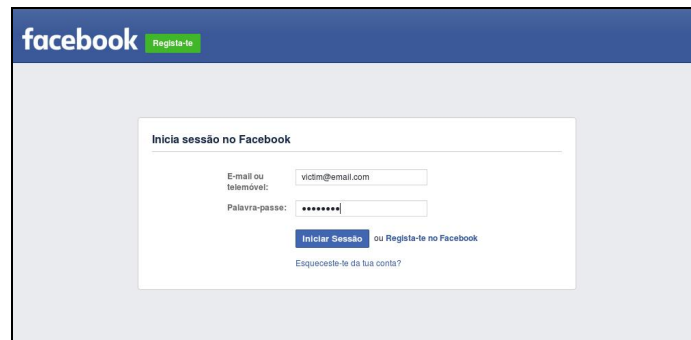 facebook Regista-te
Inicia sessão no Facebook
E-mail ou
telemóvel: victim@email.com
Palavra-passe: ••••••••
Iniciar Sessão ou Regista-te no Facebook
Esqueceste-te da tua conta?